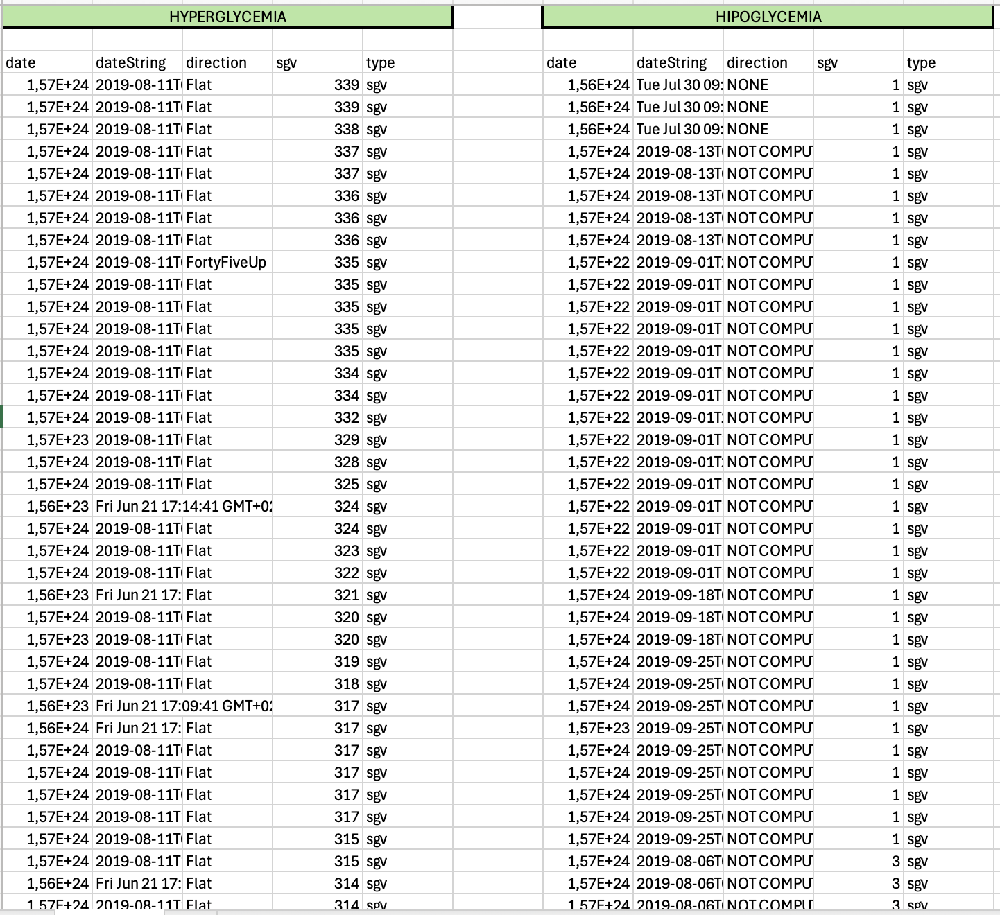 HYPERGLYCEMIA HIPOGLYCEMIA
date dateString direction sgv type date dateString direction sgv type
1,57E+24 2019-08-11T Flat 339 sgv 1,56E+24 Tue Jul 30 09: NONE 1 sgv
1,57E+24 2019-08-11T Flat 339 sgv 1,56E+24 Tue Jul 30 09: NONE 1 sgv
1,57E+24 2019-08-11T Flat 338 sgv 1,56E+24 Tue Jul 30 09: NONE 1 sgv
1,57E+24 2019-08-11T Flat 337 sgv 1,57E+24 2019-08-13T NOT COMPU 1 sgv
1,57E+24 2019-08-11T Flat 337 sgv 1,57E+24 2019-08-13T NOT COMPU 1 sgv
1,57E+24 2019-08-11T Flat 336 sgv 1,57E+24 2019-08-13T NOT COMPU 1 sgv
1,57E+24 2019-08-11T Flat 336 sgv 1,57E+24 2019-08-13T NOT COMPU 1 sgv
1,57E+24 2019-08-11T Flat 336 sgv 1,57E+24 2019-08-13T NOT COMPU 1 sgv
1,57E+24 2019-08-11T FortyFiveUp 335 sgv 1,57E+22 2019-09-01T NOT COMPU 1 sgv
1,57E+24 2019-08-11T Flat 335 sgv 1,57E+22 2019-09-01T NOT COMPU 1 sgv
1,57E+24 2019-08-11T Flat 335 sgv 1,57E+22 2019-09-01T NOT COMPU 1 sgv
1,57E+24 2019-08-11T Flat 335 sgv 1,57E+22 2019-09-01T NOT COMPU 1 sgv
1,57E+24 2019-08-11T Flat 335 sgv 1,57E+22 2019-09-01T NOT COMPU 1 sgv
1,57E+24 2019-08-11T Flat 334 sgv 1,57E+22 2019-09-01T NOT COMPU 1 sgv
1,57E+24 2019-08-11T Flat 334 sgv 1,57E+22 2019-09-01T NOT COMPU 1 sgv
1,57E+24 2019-08-11T Flat 332 sgv 1,57E+22 2019-09-01T NOT COMPU 1 sgv
1,57E+23 2019-08-11T Flat 329 sgv 1,57E+22 2019-09-01T NOT COMPU 1 sgv
1,57E+24 2019-08-11T Flat 328 sgv 1,57E+22 2019-09-01T NOT COMPU 1 sgv
1,57E+24 2019-08-11T Flat 325 sgv 1,57E+22 2019-09-01T NOT COMPU 1 sgv
1,56E+23 Fri Jun 21 17:14:41 GMT+02 324 sgv 1,57E+22 2019-09-01T NOT COMPU 1 sgv
1,57E+24 2019-08-11T Flat 324 sgv 1,57E+22 2019-09-01T NOT COMPU 1 sgv
1,57E+24 2019-08-11T Flat 323 sgv 1,57E+22 2019-09-01T NOT COMPU 1 sgv
1,57E+24 2019-08-11T Flat 322 sgv 1,57E+22 2019-09-01T NOT COMPU 1 sgv
1,56E+23 Fri Jun 21 17: Flat 321 sgv 1,57E+24 2019-09-18T NOT COMPU 1 sgv
1,57E+24 2019-08-11T Flat 320 sgv 1,57E+24 2019-09-18T NOT COMPU 1 sgv
1,57E+23 2019-08-11T Flat 320 sgv 1,57E+24 2019-09-18T NOT COMPU 1 sgv
1,57E+24 2019-08-11T Flat 319 sgv 1,57E+24 2019-09-25T NOT COMPU 1 sgv
1,57E+24 2019-08-11T Flat 318 sgv 1,57E+24 2019-09-25T NOT COMPU 1 sgv
1,56E+23 Fri Jun 21 17:09:41 GMT+02 317 sgv 1,57E+24 2019-09-25T NOT COMPU 1 sgv
1,56E+24 Fri Jun 21 17: Flat 317 sgv 1,57E+23 2019-09-25T NOT COMPU 1 sgv
1,57E+24 2019-08-11T Flat 317 sgv 1,57E+24 2019-09-25T NOT COMPU 1 sgv
1,57E+24 2019-08-11T Flat 317 sgv 1,57E+24 2019-09-25T NOT COMPU 1 sgv
1,57E+24 2019-08-11T Flat 317 sgv 1,57E+24 2019-09-25T NOT COMPU 1 sgv
1,57E+24 2019-08-11T Flat 317 sgv 1,57E+24 2019-09-25T NOT COMPU 1 sgv
1,57E+24 2019-08-11T Flat 315 sgv 1,57E+24 2019-09-25T NOT COMPU 1 sgv
1,57E+24 2019-08-11T Flat 315 sgv 1,57E+24 2019-08-06T NOT COMPU 3 sgv
1,56E+24 Fri Jun 21 17: Flat 314 sgv 1,57E+24 2019-08-06T NOT COMPU 3 sgv
1,57E+24 2019-08-11T Flat 314 sgv 1,57E+24 2019-08-06T NOT COMPU 3 sgv